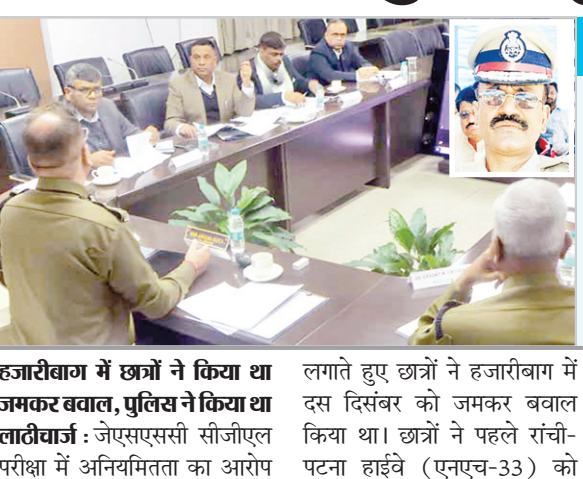 हजारीबाग में छात्रों ने किया था
जमकर बवाल, पुलिस ने किया था
लाठीचार्ज : जेएसएससी सीजीएल
परीक्षा में अनियमितता का आरोप
लगाते हुए छात्रों ने हजारीबाग में
दस दिसंबर को जमकर बवाल
किया था। छात्रों ने पहले रांची-
पटना हाईवे (एनएच-33) को